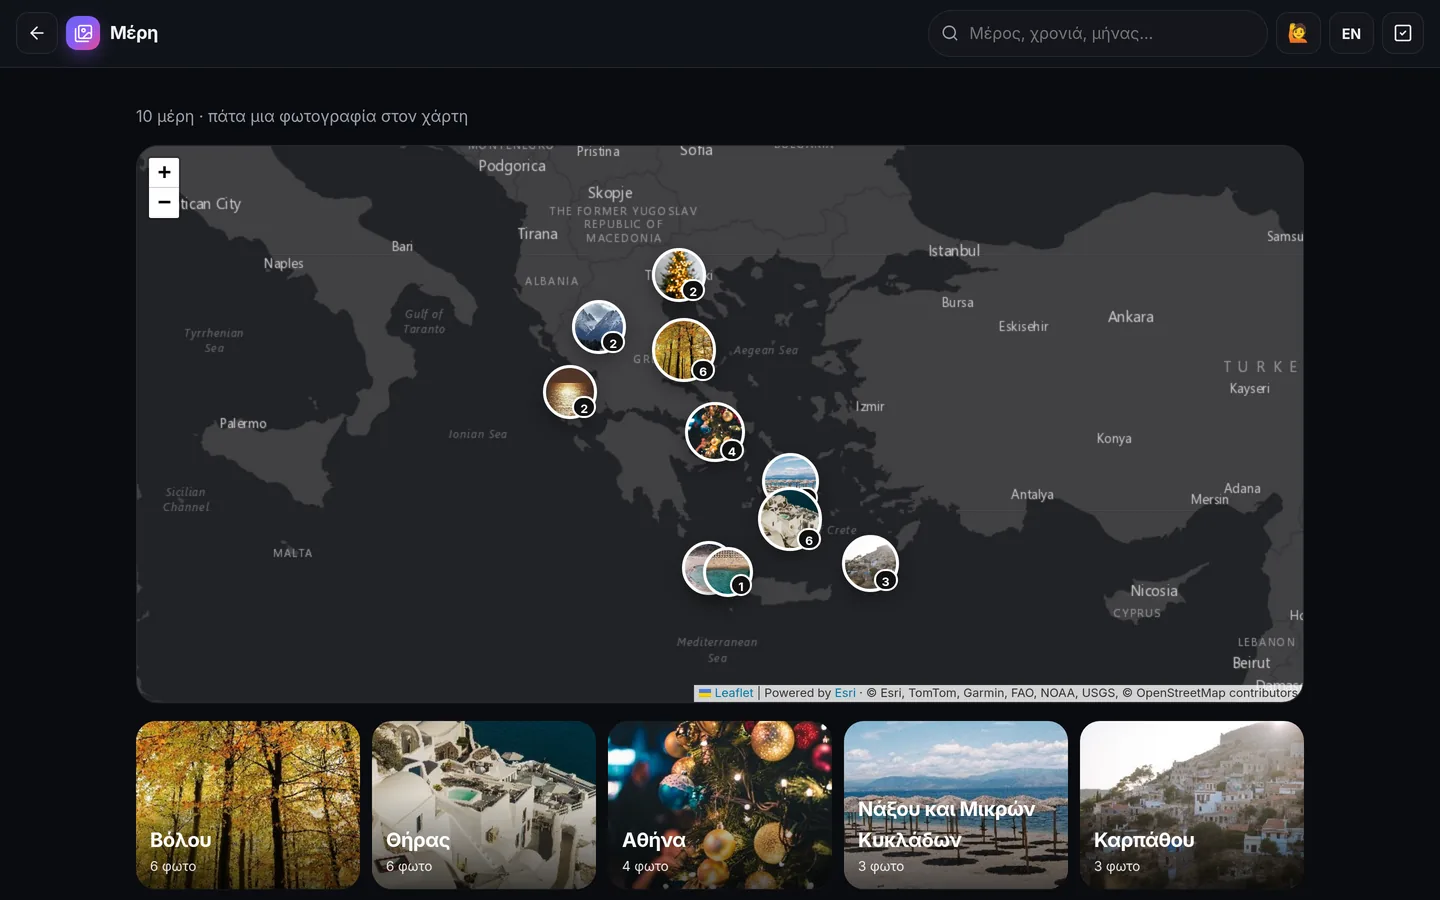 Μέρη
Μέρος, χρονιά, μήνας...
EN
10 μέρη · πάτα μια φωτογραφία στον χάρτη
+
−
Pristina
Sofia
Podgorica
Skopje
THE FORMER YUGOSLAV
REPUBLIC OF
MACEDONIA
City
Tirana
Bari
Naples
Istanbul
ALBANIA
2
Bursa
Gulf of
Taranto
Ankara
Eskisehir
Tyrrhenian
Sea
2
Aegean Sea
6
TURKE
Kayseri
2
Izmir
Palermo
Ionian Sea
4
Konya
Sicilian
Channel
Antalya
Adana
Mersin
Crete
6
MALTA
1
3
Nicosia
CYPRUS
Mediterranean
Sea
LEBANON
Beirut
Leaflet | Powered by Esri · © Esri, TomTom, Garmin, FAO, NOAA, USGS, © OpenStreetMap contributors
Βόλου
6 φωτο
Θήρας
6 φωτο
Αθήνα
4 φωτο
Νάξου και Μικρών
Κυκλάδων
3 φωτο
Καρπάθου
3 φωτο